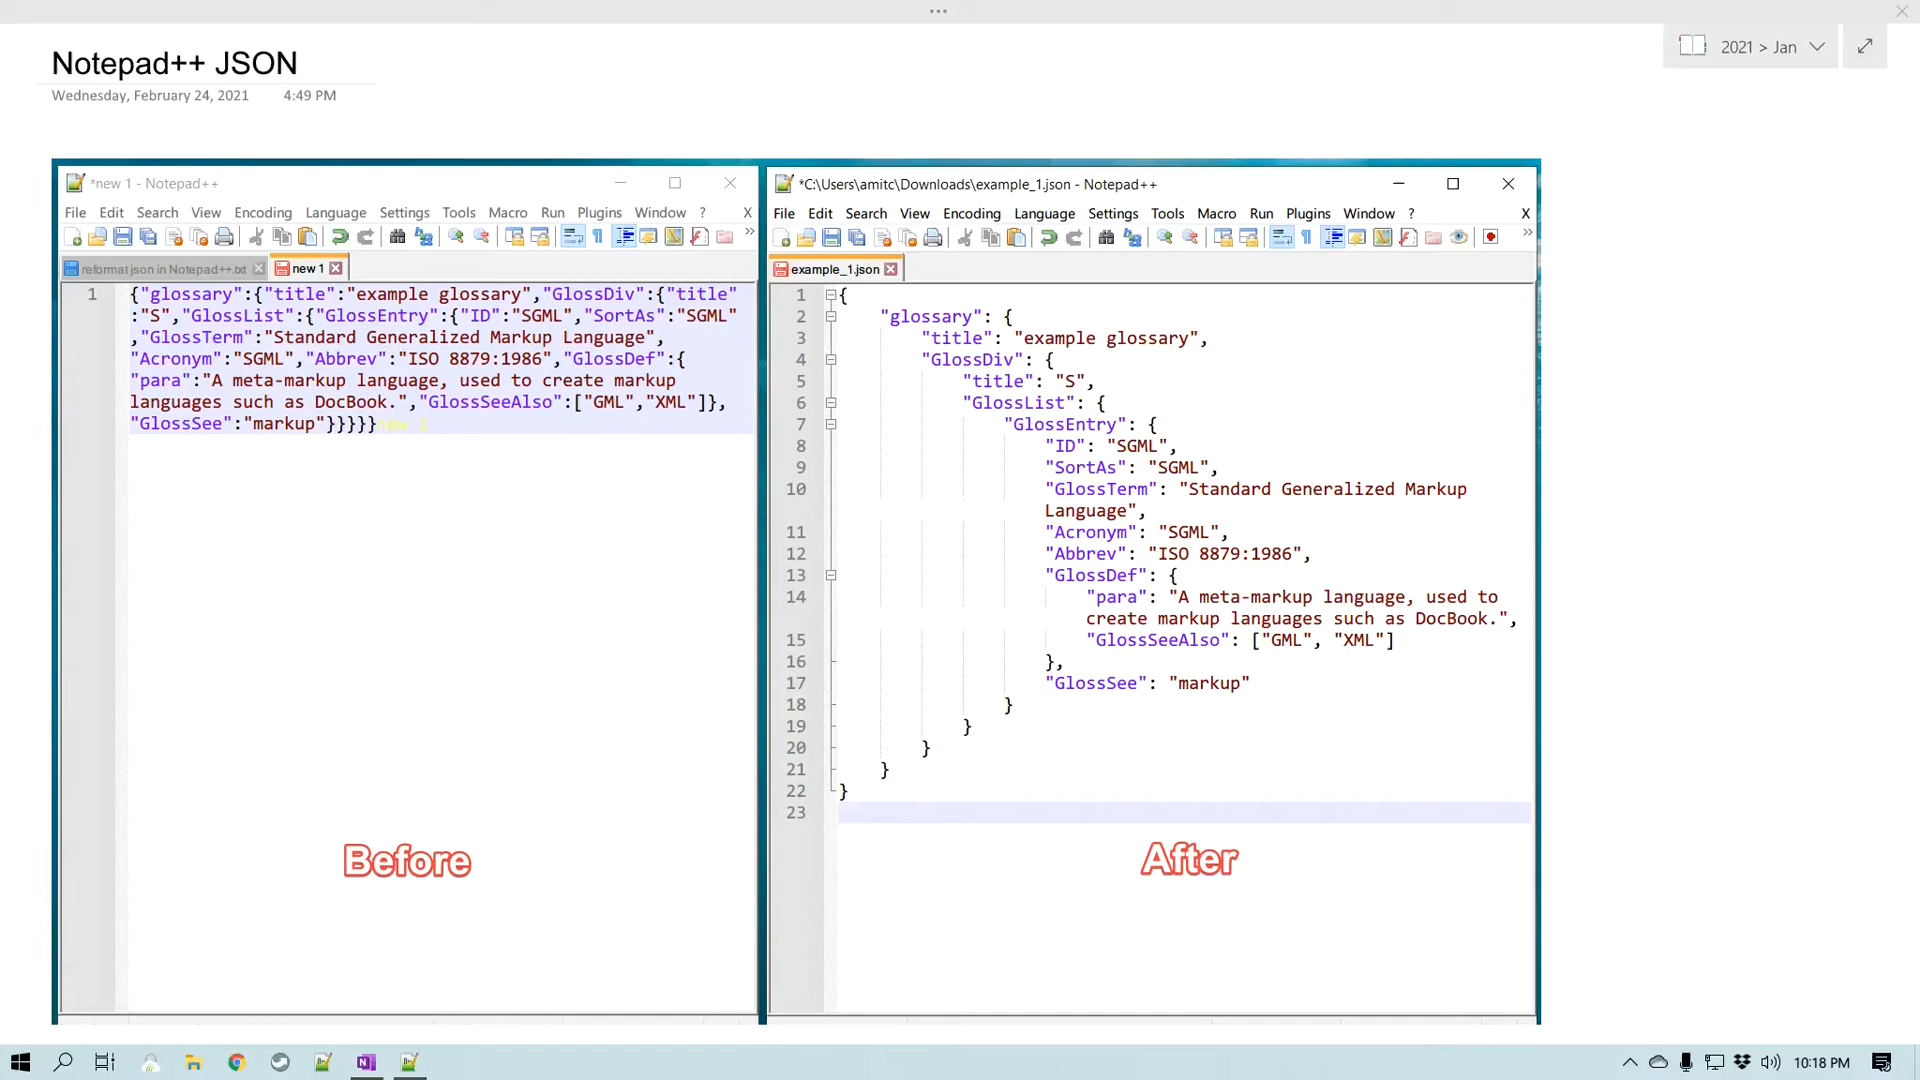 2021 > Jan
Notepad++ JSON
Wednesday, February 24, 2021 4:49 PM
*new 1 - Notepad++
File Edit Search View Encoding Language Settings Tools Macro Run Plugins Window ? X
reformat json in Notepad++.txt new 1
1 {"glossary":{"title":"example glossary","GlossDiv":{"title"
:"S","GlossList":{"GlossEntry":{"ID":"SGML","SortAs":"SGML"
,"GlossTerm":"Standard Generalized Markup Language",
"Acronym":"SGML","Abbrev":"ISO 8879:1986","GlossDef":{
"para":"A meta-markup language, used to create markup
languages such as DocBook.","GlossSeeAlso":["GML","XML"]},
"GlossSee":"markup"}}}}}new 1
Before
*C:\Users\amitc\Downloads\example_1.json - Notepad++
File Edit Search View Encoding Language Settings Tools Macro Run Plugins Window ? X
example_1.json
1 {
2 "glossary": {
3 "title": "example glossary",
4 "GlossDiv": {
5 "title": "S",
6 "GlossList": {
7 "GlossEntry": {
8 "ID": "SGML",
9 "SortAs": "SGML",
10 "GlossTerm": "Standard Generalized Markup
Language",
11 "Acronym": "SGML",
12 "Abbrev": "ISO 8879:1986",
13 "GlossDef": {
14 "para": "A meta-markup language, used to
create markup languages such as DocBook.",
15 "GlossSeeAlso": ["GML", "XML"]
16 },
17 "GlossSee": "markup"
18 }
19 }
20 }
21 }
22 }
23
After
10:18 PM